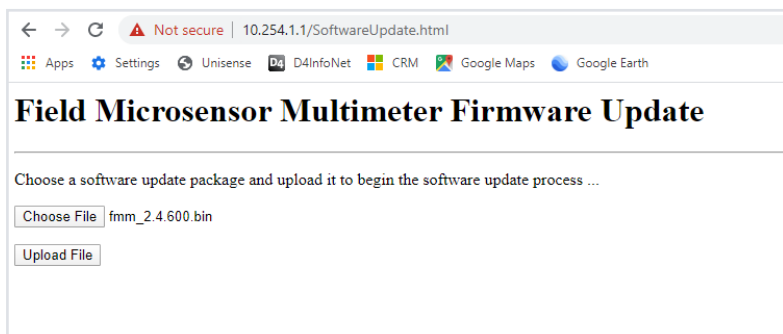 Not secure | 10.254.1.1/SoftwareUpdate.html
Apps Settings Unisense D4 D4InfoNet CRM Google Maps Google Earth
Field Microsensor Multimeter Firmware Update
Choose a software update package and upload it to begin the software update process ...
Choose File fmm_2.4.600.bin
Upload File